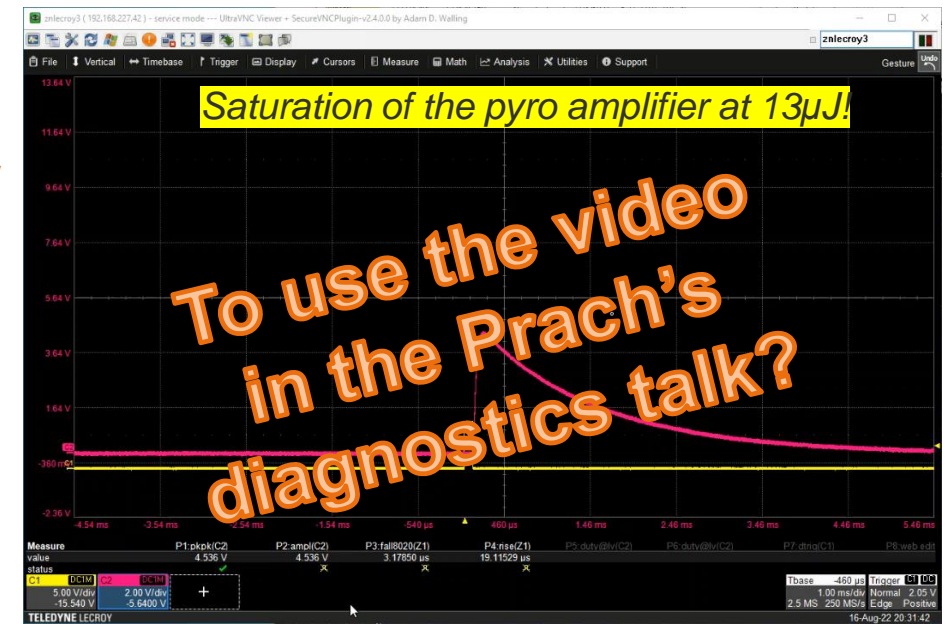 znlecroy3 ( 192.168.227.42 ) - service mode --- UltraVNC Viewer + SecureVNCPlugin-v2.4.0.0 by Adam D. Walling
znlecroy3
File Vertical Timebase Trigger Display Cursors Measure Math Analysis Utilities Support Gesture Undo
13.64 V
Saturation of the pyro amplifier at 13µJ!
11.64 V
9.64 V
7.64 V
5.64 V
3.64 V
1.64 V
-360 m
C1
-2.36 V
To use the video
in the Prach's
diagnostics talk?
-4.54 ms -3.54 ms -2.54 ms -1.54 ms -540 µs 460 µs 1.46 ms 2.46 ms 3.46 ms 4.46 ms 5.46 ms
Measure P1:pkpk(C2) P2:ampl(C2) P3:fall8020(Z1) P4:rise(Z1) P5:duty@lv(C2) P6:duty@lv(C2) P7:dtrig(C1) P8:web edit
value 4.536 V 4.536 V 3.17850 µs 19.11529 µs
status
C1 DC1M C2 DC1M
5.00 V/div 2.00 V/div
-15.540 V -5.6400 V
+
Tbase -460 µs Trigger C1 DC
1.00 ms/div Normal 2.05 V
2.5 MS 250 MS/s Edge Positive
TELEDYNE LECROY 16-Aug-22 20:31:42